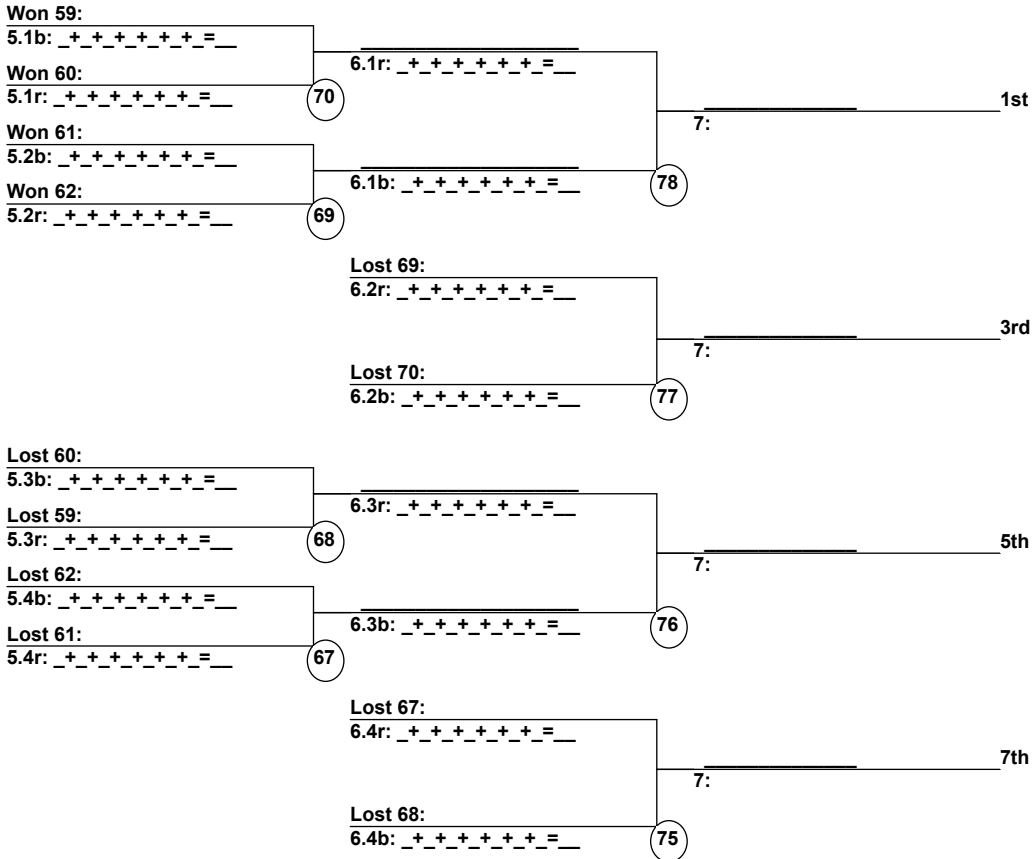 Won 59:
5.1b: _+_+_+_+_+_+_=__
Won 60:
5.1r: _+_+_+_+_+_+_=__
70
Won 61:
5.2b: _+_+_+_+_+_+_=__
Won 62:
5.2r: _+_+_+_+_+_+_=__
69
6.1r: _+_+_+_+_+_+_=__
6.1b: _+_+_+_+_+_+_=__
78
7:
1st
Lost 69:
6.2r: _+_+_+_+_+_+_=__
Lost 70:
6.2b: _+_+_+_+_+_+_=__
77
7:
3rd
Lost 60:
5.3b: _+_+_+_+_+_+_=__
Lost 59:
5.3r: _+_+_+_+_+_+_=__
68
Lost 62:
5.4b: _+_+_+_+_+_+_=__
Lost 61:
5.4r: _+_+_+_+_+_+_=__
67
6.3r: _+_+_+_+_+_+_=__
6.3b: _+_+_+_+_+_+_=__
76
7:
5th
Lost 67:
6.4r: _+_+_+_+_+_+_=__
Lost 68:
6.4b: _+_+_+_+_+_+_=__
75
7:
7th